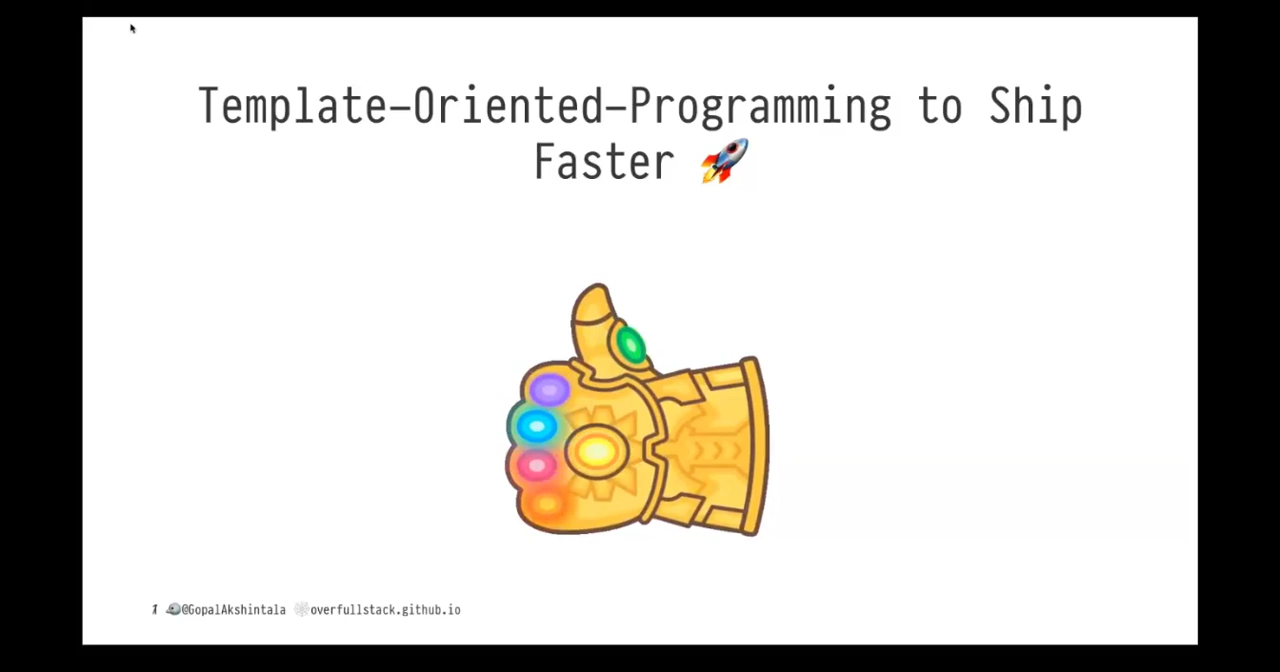 Template-Oriented-Programming to Ship
Faster 🚀
1 @GopalAkshintala overfullstack.github.io